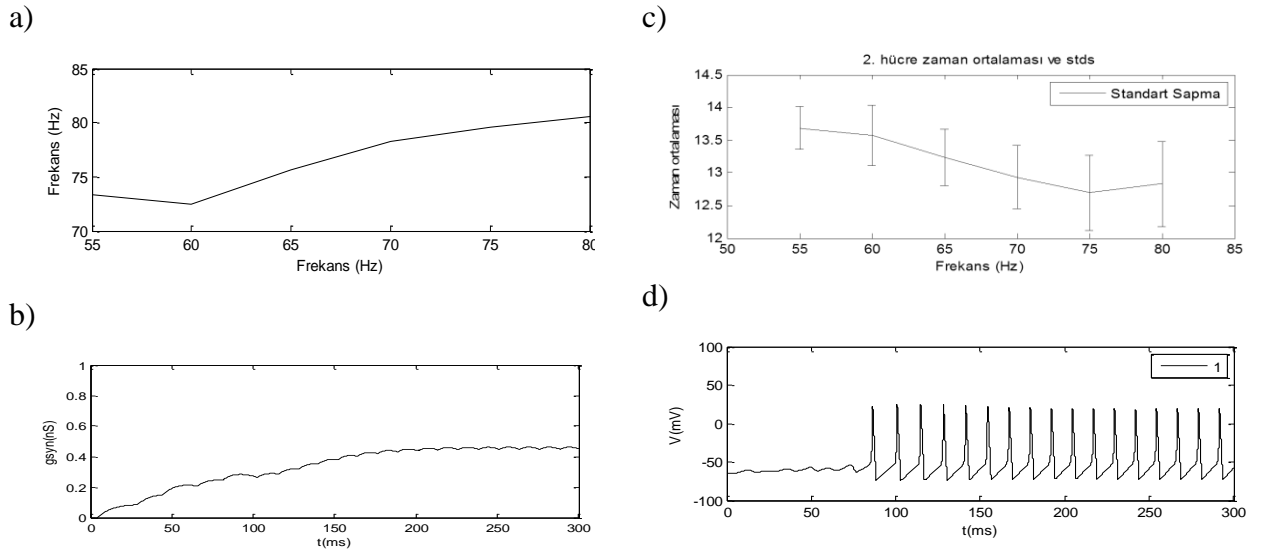 a)
85
80
75
70
Frekans (Hz)
55 60 65 70 75 80
Frekans (Hz)
b)
1
0.8
0.6
0.4
0.2
0
gsyn(nS)
0 50 100 150 200 250 300
t(ms)
c)
2. hücre zaman ortalaması ve stds
Standart Sapma
14.5
14
13.5
13
12.5
12
Zaman ortalaması
50 55 60 65 70 75 80 85
Frekans (Hz)
d)
1
100
50
0
-50
-100
V(mV)
0 50 100 150 200 250 300
t(ms)